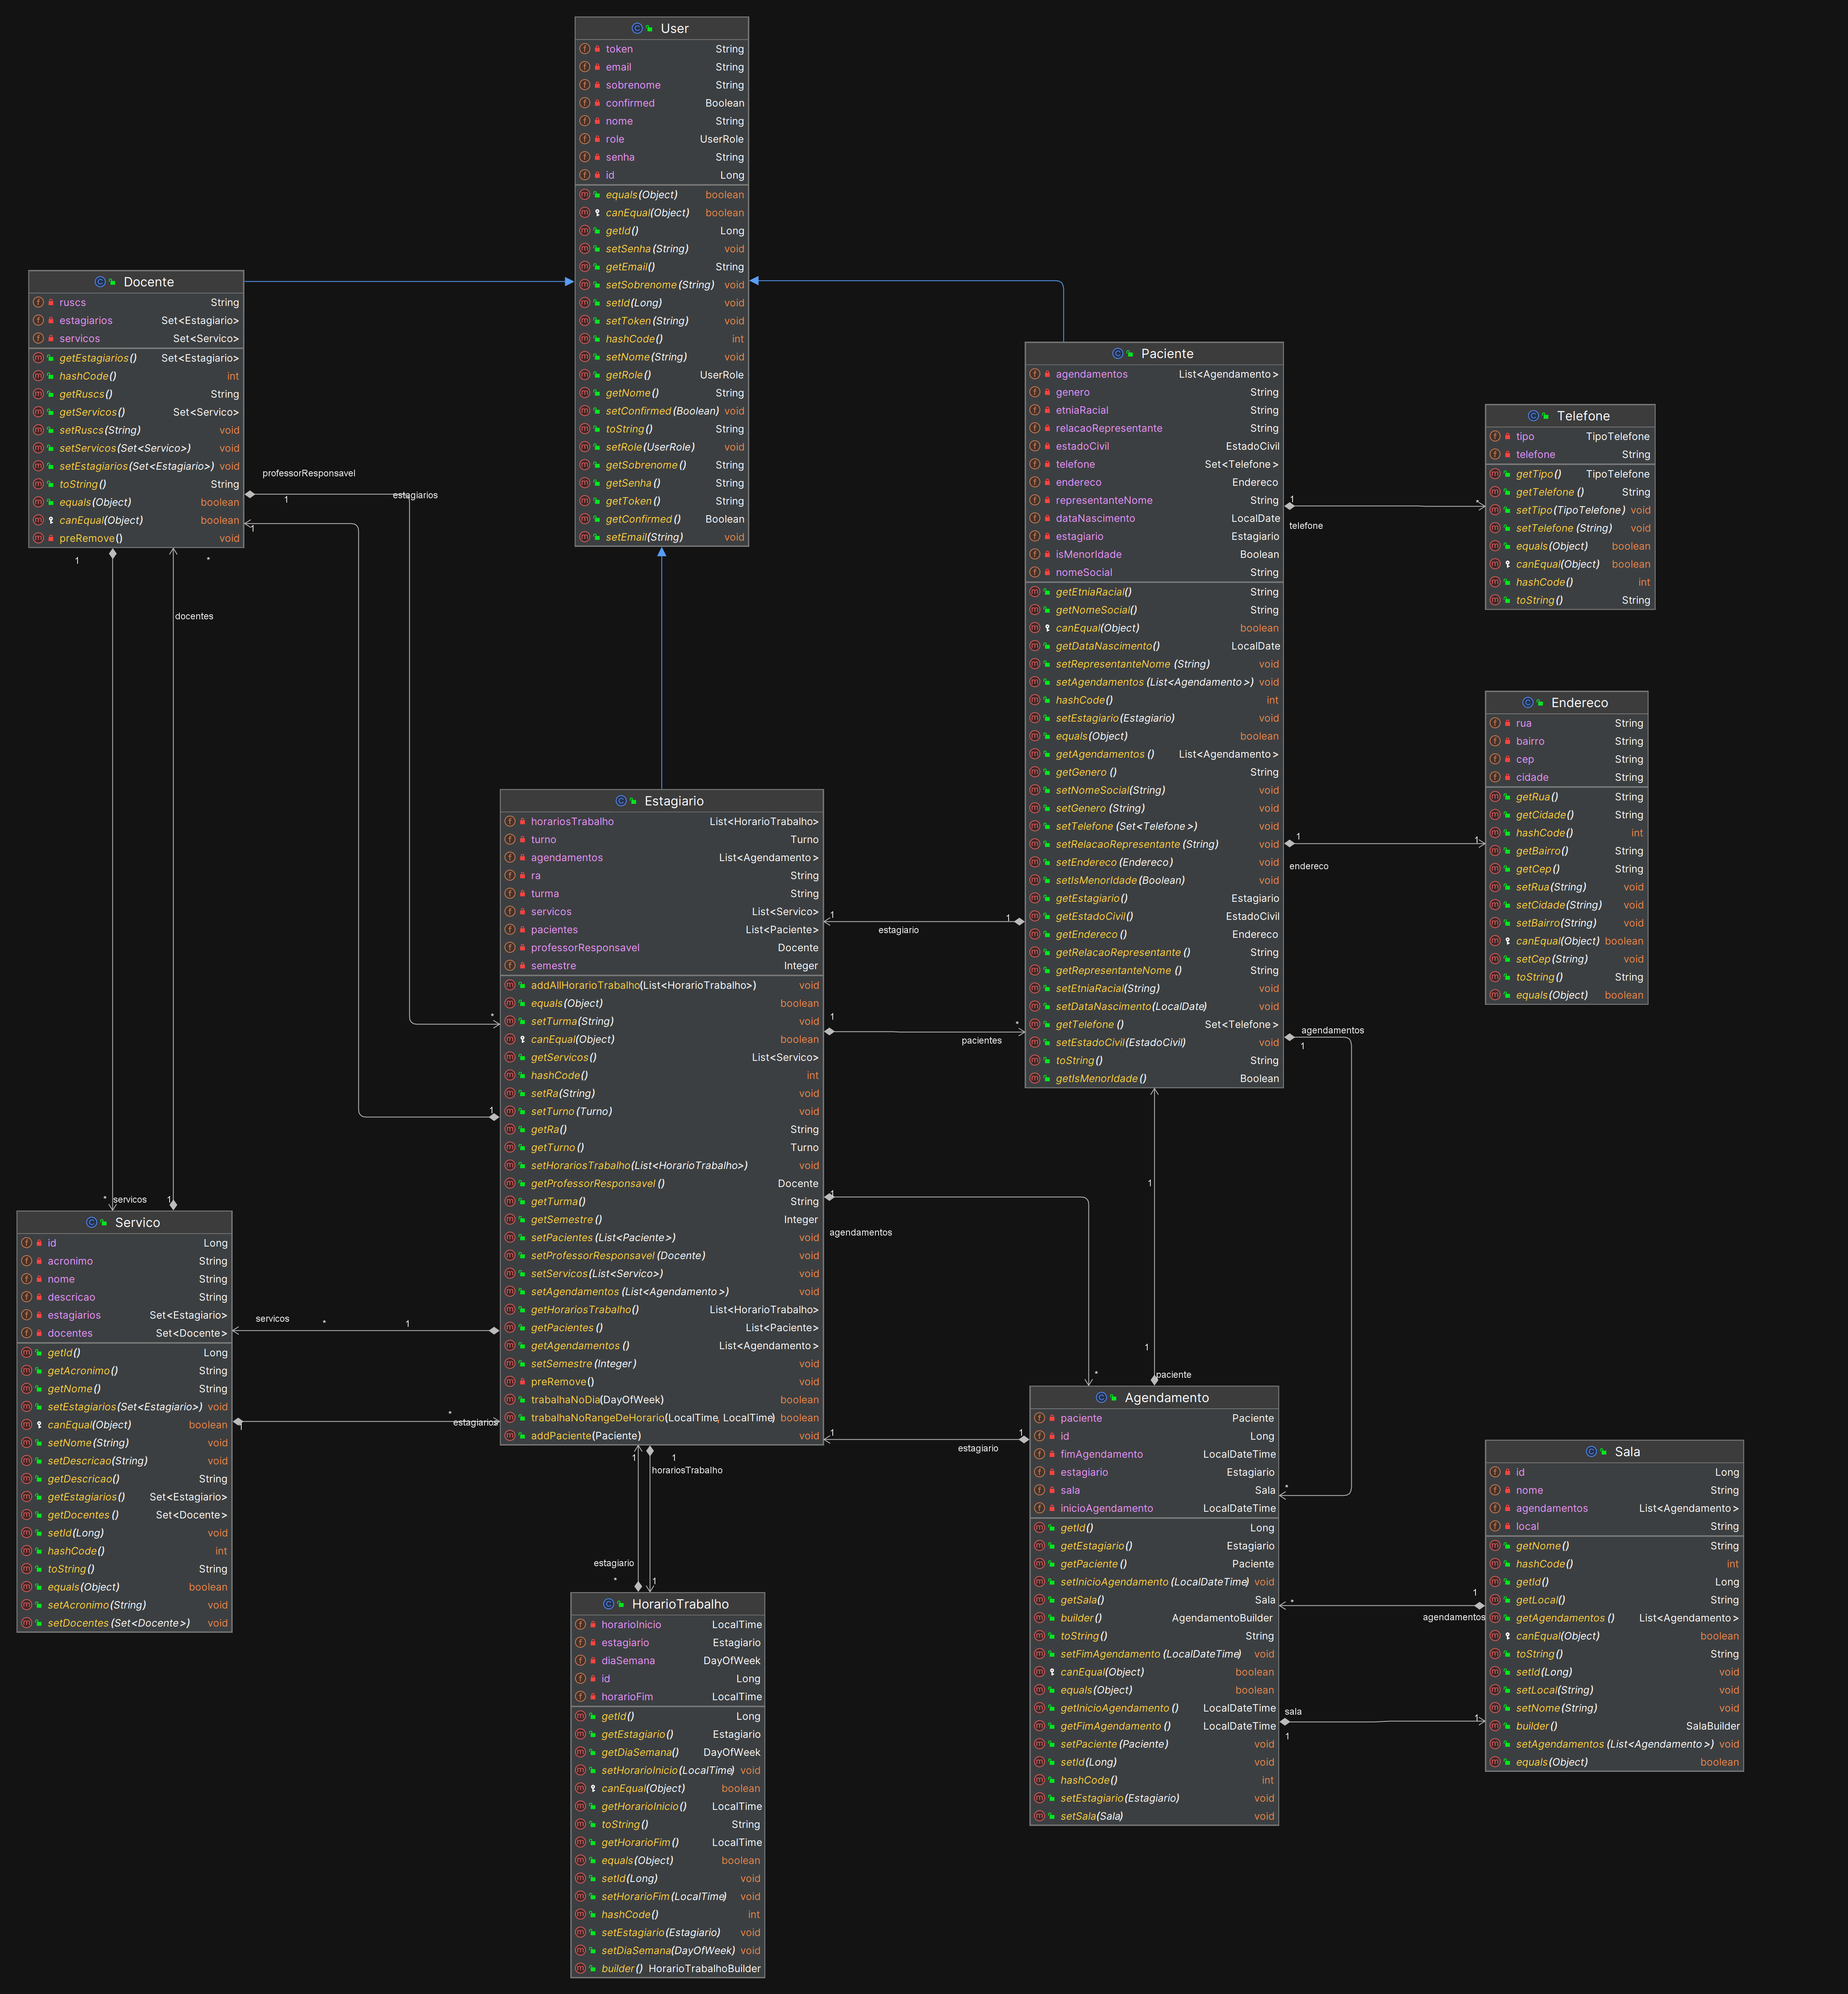 User
token String
email String
sobrenome String
confirmed Boolean
nome String
role UserRole
senha String
id Long
equals(Object) boolean
canEqual(Object) boolean
getId() Long
setSenha(String) void
getEmail() String
setSobrenome(String) void
setId(Long) void
setToken(String) void
hashCode() int
setNome(String) void
getRole() UserRole
getNome() String
setConfirmed(Boolean) void
toString() String
setRole(UserRole) void
getSobrenome() String
getSenha() String
getToken() String
getConfirmed() Boolean
setEmail(String) void
Docente
ruscs String
estagiarios Set<Estagiario>
servicos Set<Servico>
getEstagiarios() Set<Estagiario>
hashCode() int
getRuscs() String
getServicos() Set<Servico>
setRuscs(String) void
setServicos(Set<Servico>) void
setEstagiarios(Set<Estagiario>) void
toString() String
equals(Object) boolean
canEqual(Object) boolean
preRemove() void
professorResponsavel
1
estagiarios
1
1
*
docentes
Paciente
agendamentos List<Agendamento>
genero String
etniaRacial String
relacaoRepresentante String
estadoCivil EstadoCivil
telefone Set<Telefone>
endereco Endereco
representanteNome String
dataNascimento LocalDate
estagiario Estagiario
isMenorIdade Boolean
nomeSocial String
getEtniaRacial() String
getNomeSocial() String
canEqual(Object) boolean
getDataNascimento() LocalDate
setRepresentanteNome(String) void
setAgendamentos(List<Agendamento>) void
hashCode() int
setEstagiario(Estagiario) void
equals(Object) boolean
getAgendamentos() List<Agendamento>
getGenero() String
setNomeSocial(String) void
setGenero(String) void
setTelefone(Set<Telefone>) void
setRelacaoRepresentante(String) void
setEndereco(Endereco) void
setIsMenorIdade(Boolean) void
getEstagiario() Estagiario
getEstadoCivil() EstadoCivil
getEndereco() Endereco
getRelacaoRepresentante() String
getRepresentanteNome() String
setEtniaRacial(String) void
setDataNascimento(LocalDate) void
getTelefone() Set<Telefone>
setEstadoCivil(EstadoCivil) void
toString() String
getIsMenorIdade() Boolean
1
*
telefone
Telefone
tipo TipoTelefone
telefone String
getTipo() TipoTelefone
getTelefone() String
setTipo(TipoTelefone) void
setTelefone(String) void
equals(Object) boolean
canEqual(Object) boolean
hashCode() int
toString() String
1
1
endereco
Endereco
rua String
bairro String
cep String
cidade String
getRua() String
getCidade() String
hashCode() int
getBairro() String
getCep() String
setRua(String) void
setCidade(String) void
setBairro(String) void
canEqual(Object) boolean
setCep(String) void
toString() String
equals(Object) boolean
Estagiario
horariosTrabalho List<HorarioTrabalho>
turno Turno
agendamentos List<Agendamento>
ra String
turma String
servicos List<Servico>
pacientes List<Paciente>
professorResponsavel Docente
semestre Integer
addAllHorarioTrabalho(List<HorarioTrabalho>) void
equals(Object) boolean
setTurma(String) void
canEqual(Object) boolean
getServicos() List<Servico>
hashCode() int
setRa(String) void
setTurno(Turno) void
getRa() String
getTurno() Turno
setHorariosTrabalho(List<HorarioTrabalho>) void
getProfessorResponsavel() Docente
getTurma() String
getSemestre() Integer
setPacientes(List<Paciente>) void
setProfessorResponsavel(Docente) void
setServicos(List<Servico>) void
setAgendamentos(List<Agendamento>) void
getHorariosTrabalho() List<HorarioTrabalho>
getPacientes() List<Paciente>
getAgendamentos() List<Agendamento>
setSemestre(Integer) void
preRemove() void
trabalhaNoDia(DayOfWeek) boolean
trabalhaNoRangeDeHorario(LocalTime, LocalTime) boolean
addPaciente(Paciente) void
1
1
estagiario
1
*
pacientes
agendamentos
1
*
1
1
agendamentos
*
* servicos
1
Servico
id Long
acronimo String
nome String
descricao String
estagiarios Set<Estagiario>
docentes Set<Docente>
getId() Long
getAcronimo() String
getNome() String
setEstagiarios(Set<Estagiario>) void
canEqual(Object) boolean
setNome(String) void
setDescricao(String) void
getDescricao() String
getEstagiarios() Set<Estagiario>
getDocentes() Set<Docente>
setId(Long) void
hashCode() int
toString() String
equals(Object) boolean
setAcronimo(String) void
setDocentes(Set<Docente>) void
servicos
*
1
1
*
estagiarios
1
1
horariosTrabalho
estagiario
*
1
HorarioTrabalho
horarioInicio LocalTime
estagiario Estagiario
diaSemana DayOfWeek
id Long
horarioFim LocalTime
getId() Long
getEstagiario() Estagiario
getDiaSemana() DayOfWeek
setHorarioInicio(LocalTime) void
canEqual(Object) boolean
getHorarioInicio() LocalTime
toString() String
getHorarioFim() LocalTime
equals(Object) boolean
setId(Long) void
setHorarioFim(LocalTime) void
hashCode() int
setEstagiario(Estagiario) void
setDiaSemana(DayOfWeek) void
builder() HorarioTrabalhoBuilder
1
1
paciente
*
1
1
estagiario
Agendamento
paciente Paciente
id Long
fimAgendamento LocalDateTime
estagiario Estagiario
sala Sala
inicioAgendamento LocalDateTime
getId() Long
getEstagiario() Estagiario
getPaciente() Paciente
setInicioAgendamento(LocalDateTime) void
getSala() Sala
builder() AgendamentoBuilder
toString() String
setFimAgendamento(LocalDateTime) void
canEqual(Object) boolean
equals(Object) boolean
getInicioAgendamento() LocalDateTime
getFimAgendamento() LocalDateTime
setPaciente(Paciente) void
setId(Long) void
hashCode() int
setEstagiario(Estagiario) void
setSala(Sala) void
1
*
agendamentos
sala
1
1
Sala
id Long
nome String
agendamentos List<Agendamento>
local String
getNome() String
hashCode() int
getId() Long
getLocal() String
getAgendamentos() List<Agendamento>
canEqual(Object) boolean
toString() String
setId(Long) void
setLocal(String) void
setNome(String) void
builder() SalaBuilder
setAgendamentos(List<Agendamento>) void
equals(Object) boolean